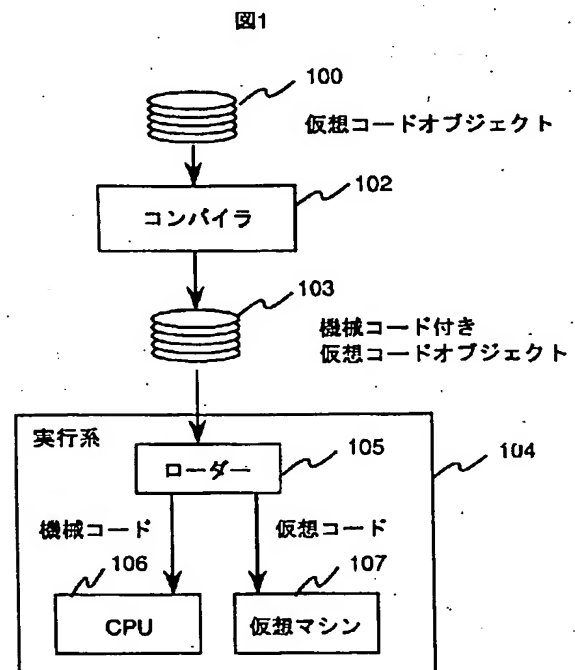 図1
100
仮想コードオブジェクト
102
コンパイラ
103
機械コード付き
仮想コードオブジェクト
実行系
ローダー
105
104
機械コード
仮想コード
106
107
CPU
仮想マシン